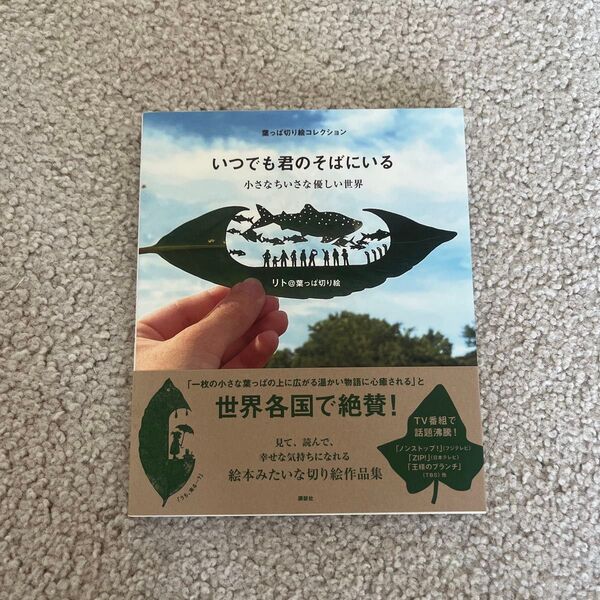 葉っぱ切り絵コレクション
いつでも君のそばにいる
小さなちいさな優しい世界
リト@葉っぱ切り絵
「一枚の小さな葉っぱの上に広がる温かい物語に心癒される」と
世界各国で絶賛!
見て、読んで、
幸せな気持ちになれる
絵本みたいな切り絵作品集
講談社
「うち、来る〜?」
TV番組で
話題沸騰!
「ノンストップ!」(フジテレビ)
「ZIP!」(日本テレビ)
「王様のブランチ」
(TBS)他